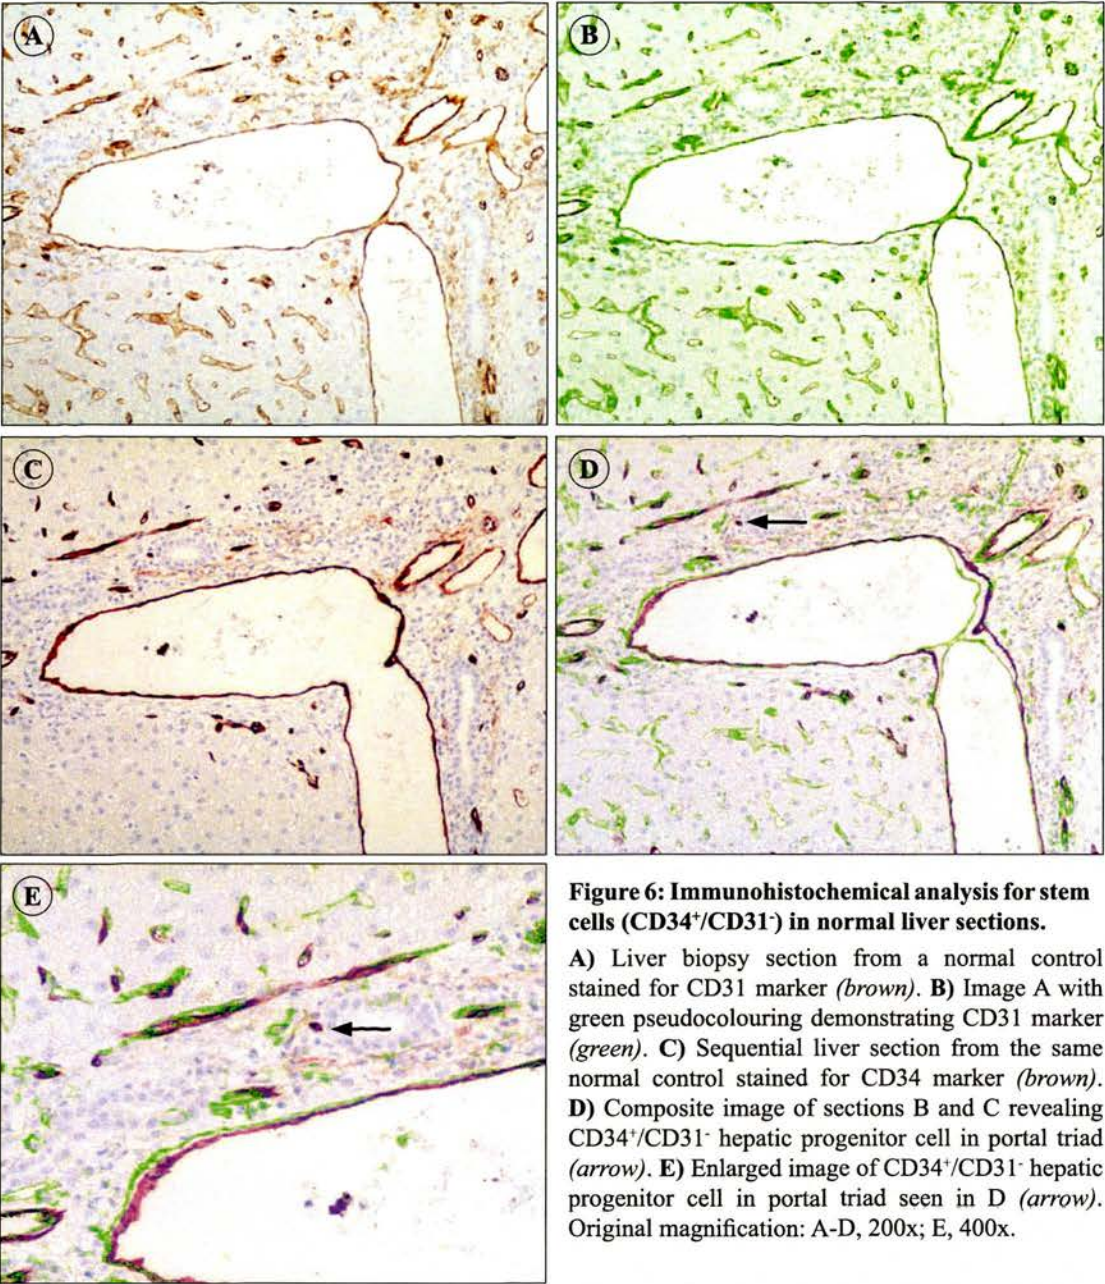 A
B
C
D
E
Figure 6: Immunohistochemical analysis for stem
cells (CD34⁺/CD31⁻) in normal liver sections.
A) Liver biopsy section from a normal control
stained for CD31 marker (brown). B) Image A with
green pseudocolouring demonstrating CD31 marker
(green). C) Sequential liver section from the same
normal control stained for CD34 marker (brown).
D) Composite image of sections B and C revealing
CD34⁺/CD31⁻ hepatic progenitor cell in portal triad
(arrow). E) Enlarged image of CD34⁺/CD31⁻ hepatic
progenitor cell in portal triad seen in D (arrow).
Original magnification: A-D, 200x; E, 400x.